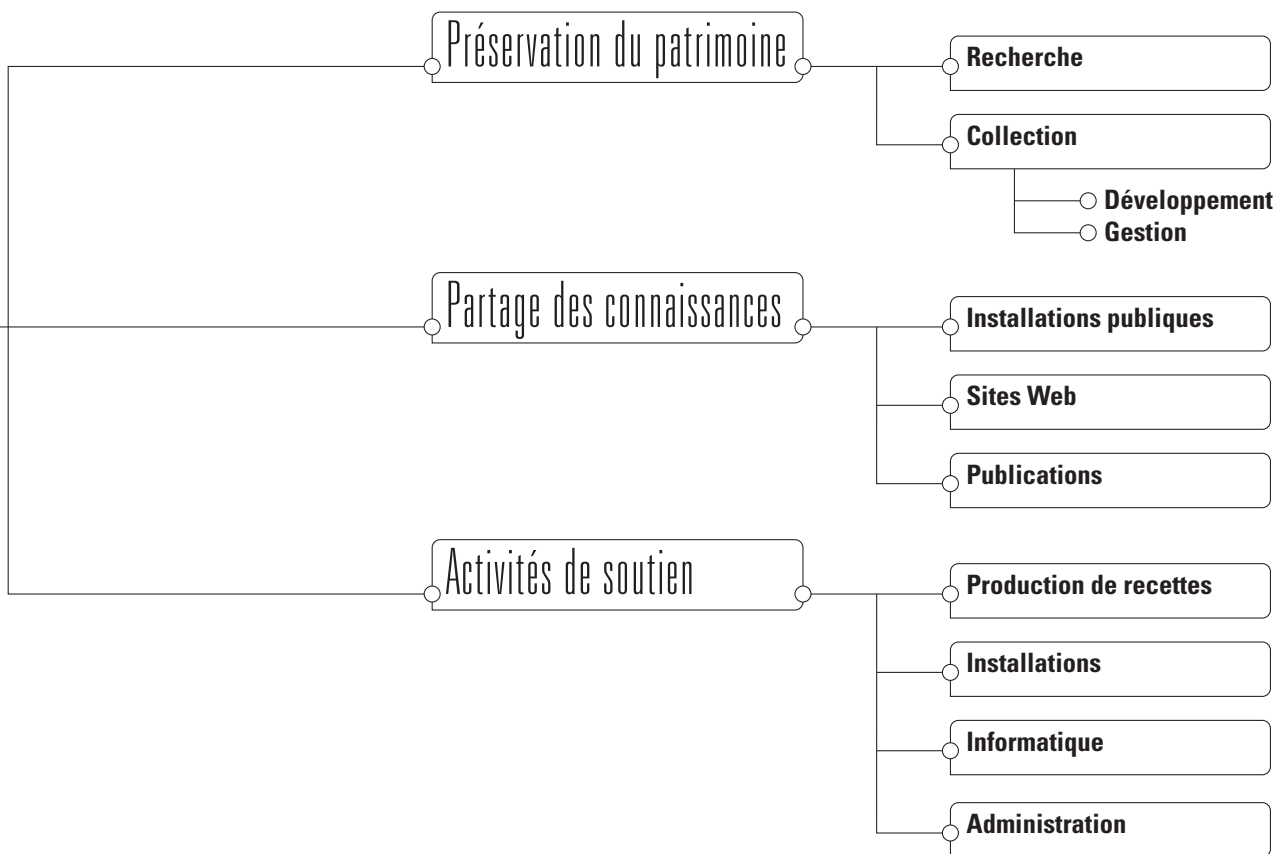 Préservation du patrimoine
Recherche
Collection
Développement
Gestion
Partage des connaissances
Installations publiques
Sites Web
Publications
Activités de soutien
Production de recettes
Installations
Informatique
Administration